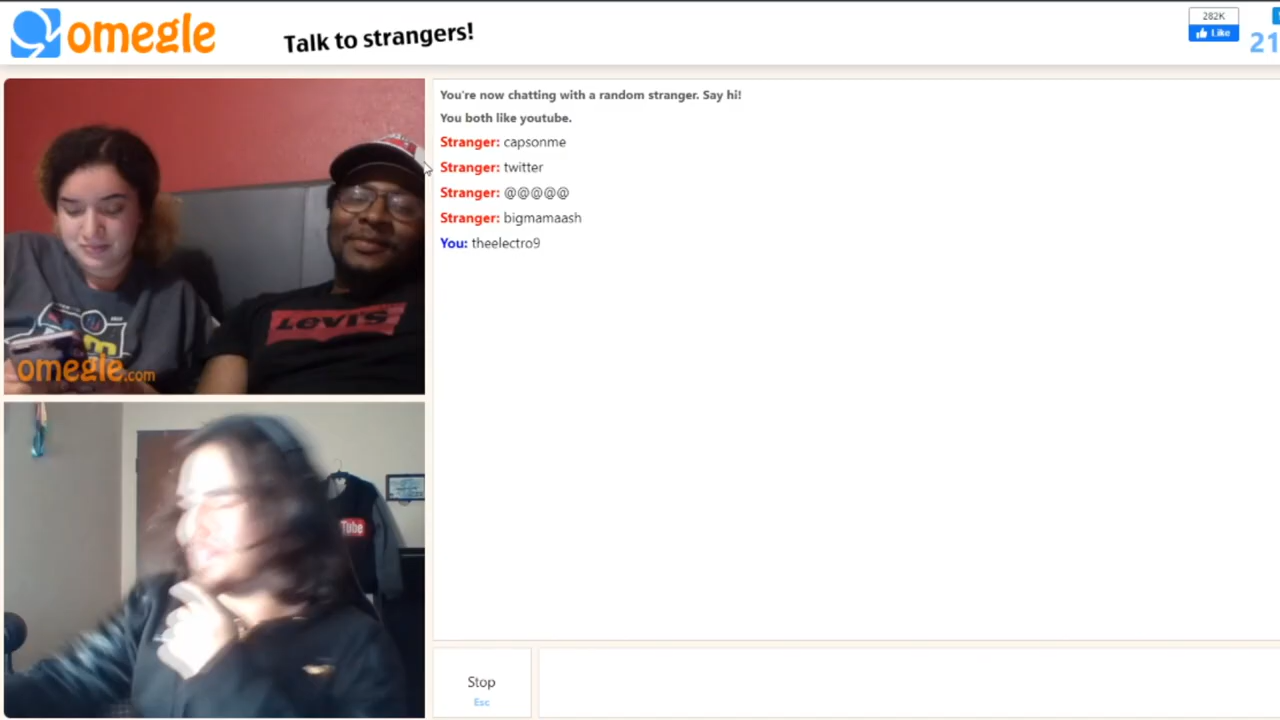 omegle
Talk to strangers!
282K
Like
21
You're now chatting with a random stranger. Say hi!
You both like youtube.
Stranger: capsonme
Stranger: twitter
Stranger: @@@@@
Stranger: bigmamaash
You: theelectro9
LEVI'S
omegle.com
Tube
Stop
Esc